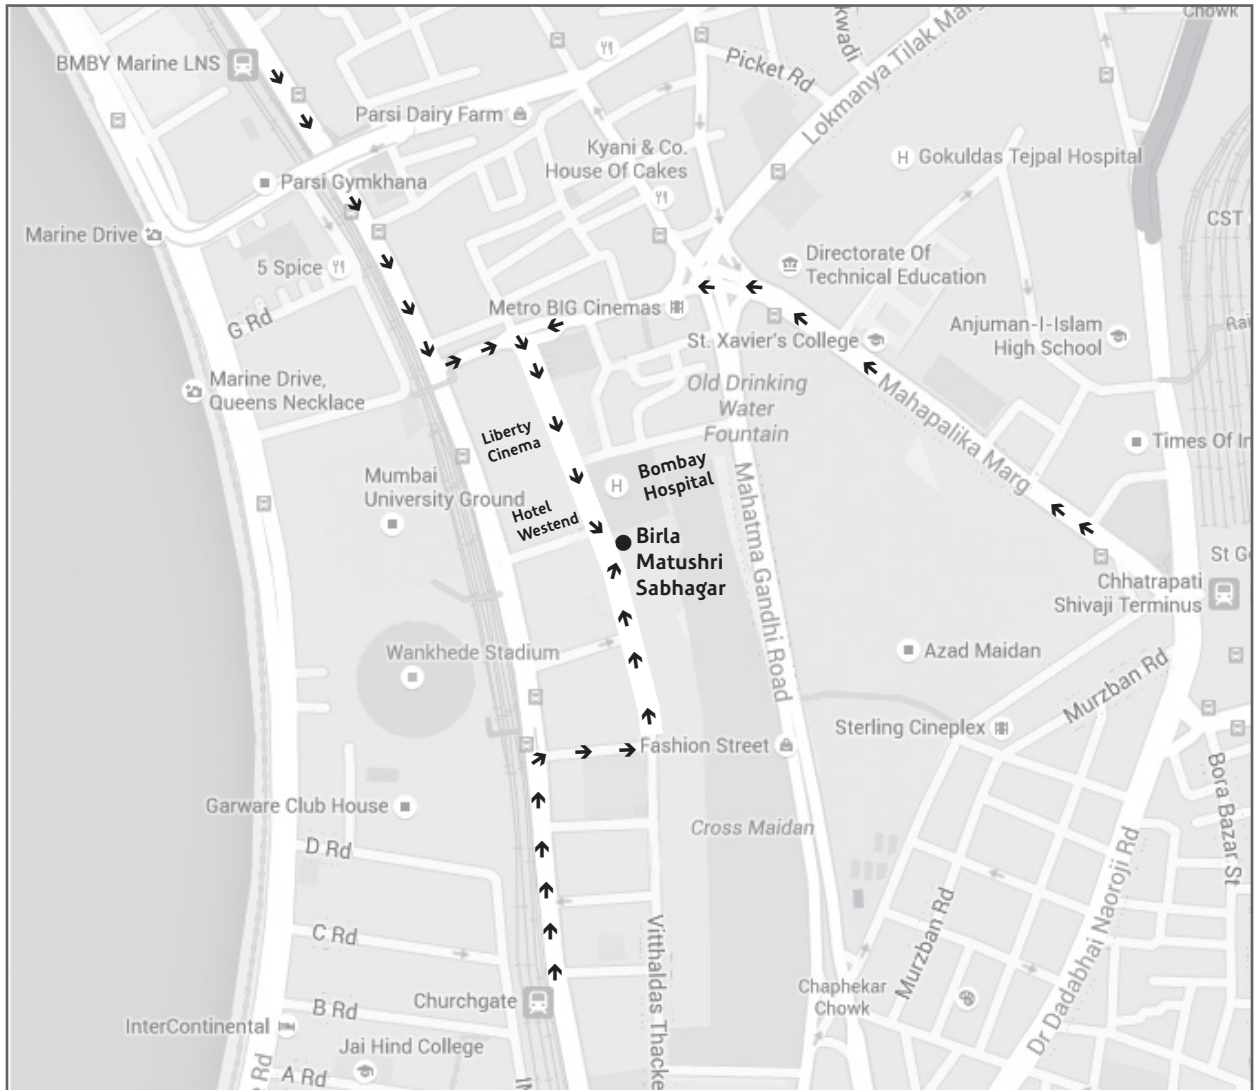 Chowk
BMBY Marine LNS
Picket Rd
kwadi
Lokmanya Tilak Marg
Parsi Dairy Farm
Kyani & Co.
House Of Cakes
H
Gokuldas Tejpal Hospital
Parsi Gymkhana
Marine Drive
CST
5 Spice
Directorate Of
Technical Education
G Rd
Metro BIG Cinemas
St. Xavier's College
Anjuman-I-Islam
High School
Rai
Marine Drive,
Queens Necklace
Old Drinking
Water
Fountain
Mahapalika Marg
Times Of In
Liberty
Cinema
Mumbai
University Ground
H
Bombay
Hospital
Hotel
Westend
Birla
Matushri
Sabhagar
Mahatma Gandhi Road
St G
Chhatrapati
Shivaji Terminus
Wankhede Stadium
Azad Maidan
Murzban Rd
Sterling Cineplex
Fashion Street
Bora Bazar St
Garware Club House
Cross Maidan
D Rd
Dr Dadabhai Naoroji Rd
C Rd
Murzban Rd
Vitthaldas Thacke
Churchgate
Chaphekar
Chowk
B Rd
InterContinental
Jai Hind College
A Rd
Rd